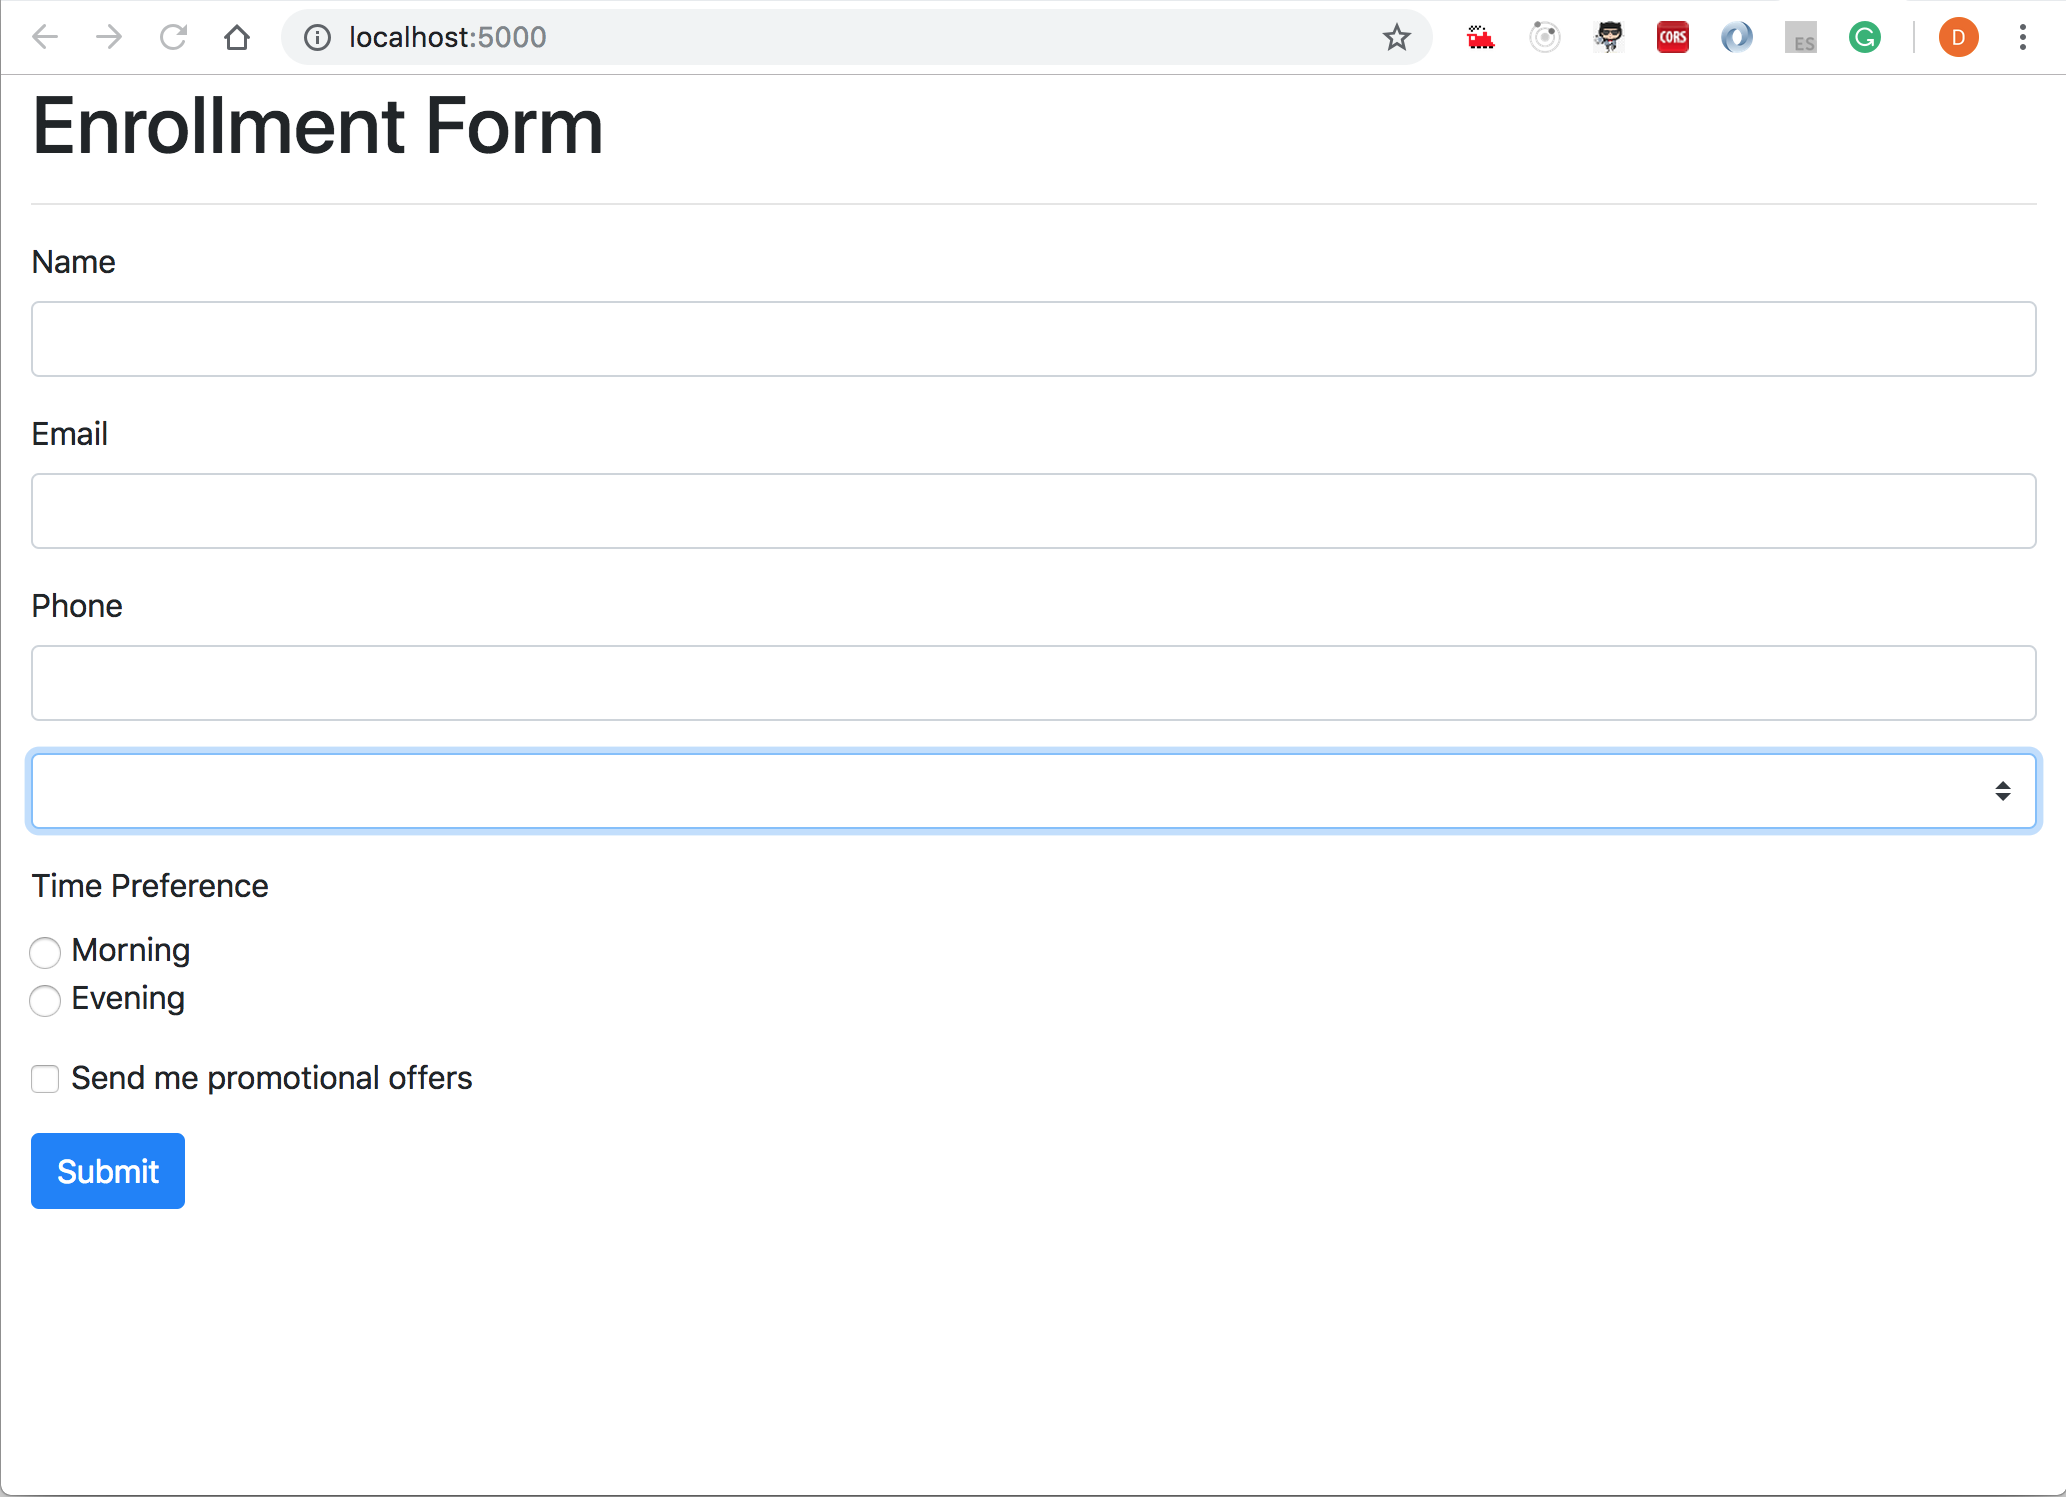 localhost:5000
CORS
ES
D
Enrollment Form
Name
Email
Phone
Time Preference
Morning
Evening
Send me promotional offers
Submit